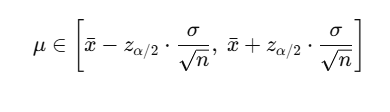 μ ∈ [x̄ − z_{α/2} · σ/√n, x̄ + z_{α/2} · σ/√n]